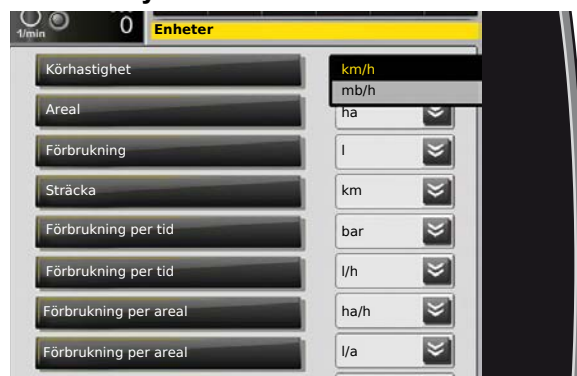 1/min 0 Enheter
Körhastighet km/h
mb/h
Areal ha
Förbrukning l
Sträcka km
Förbrukning per tid bar
Förbrukning per tid l/h
Förbrukning per areal ha/h
Förbrukning per areal l/a